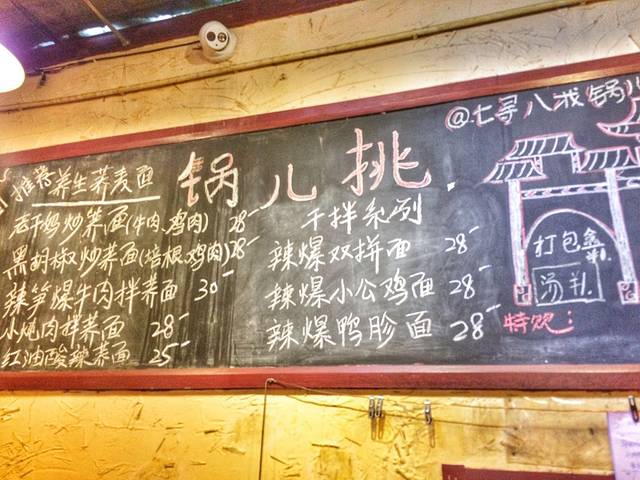 推荐养生荞麦面
老干妈炒荞面(牛肉.鸡肉) 28-
黑胡椒炒荞面(培根.鸡肉)28-
辣笋爆牛肉拌荞面 30-
小炖肉拌荞面 28-
红油酸辣荞面 25-
锅儿挑
干拌系列
辣爆双拼面 28-
辣爆小公鸡面 28-
辣爆鸭胗面 28-
@七哥八戒锅儿
打包盒
汤
特观: